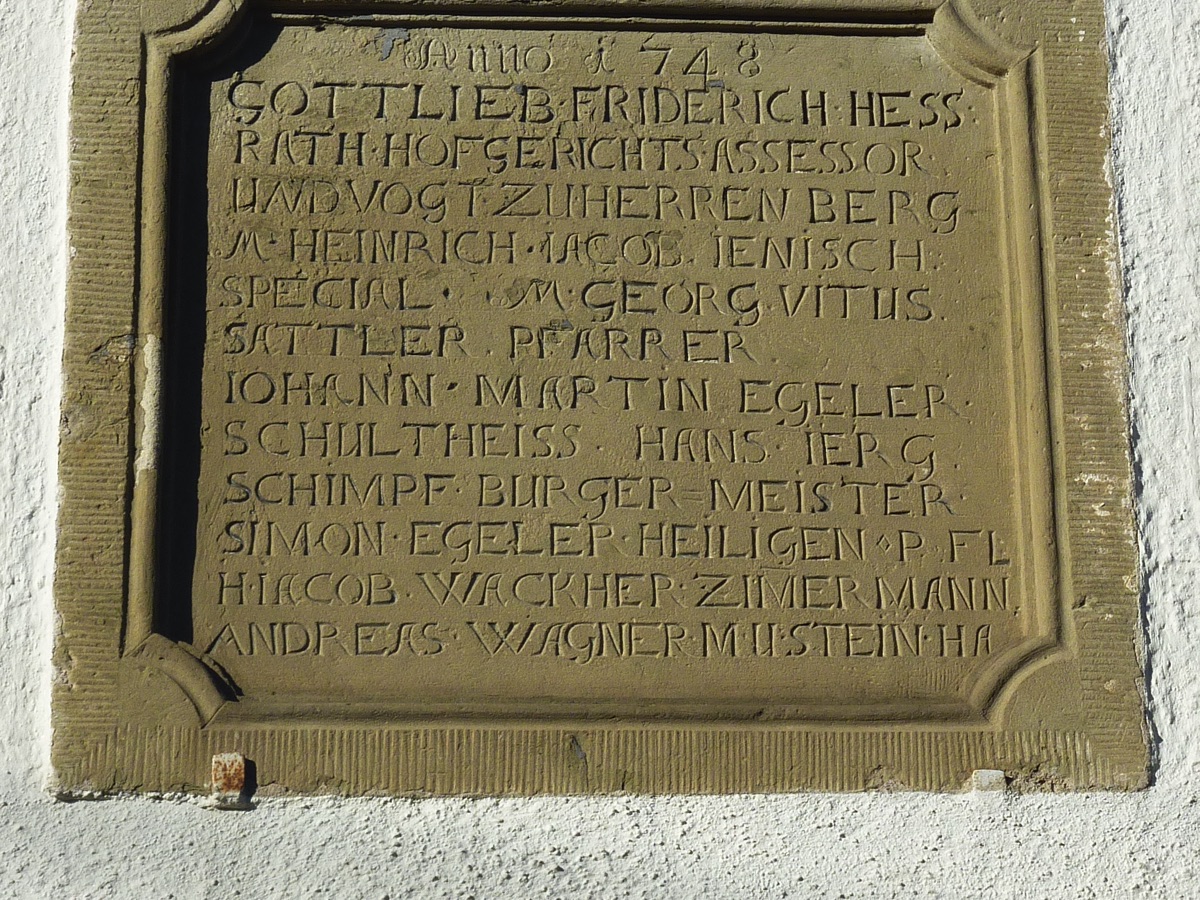 Anno 1748
GOTTLIEB·FRIDERICH·HESS·
RATH·HOFGERICHTS·ASSESSOR·
UND VOGT ZU·HERRENBERG
M·HEINRICH·IACOB·IENISCH·
SPECIAL· M·GEORG·VITUS·
SATTLER·PFARRER
IOHANN·MARTIN EGELER·
SCHULTHEISS·HANS·IERG·
SCHIMPF·BURGER=MEISTER·
SIMON·EGELER·HEILIGEN·P·FL
H·IACOB·WACKHER·ZIMERMANN
ANDREAS·WAGNER·M·U·STEIN·HA